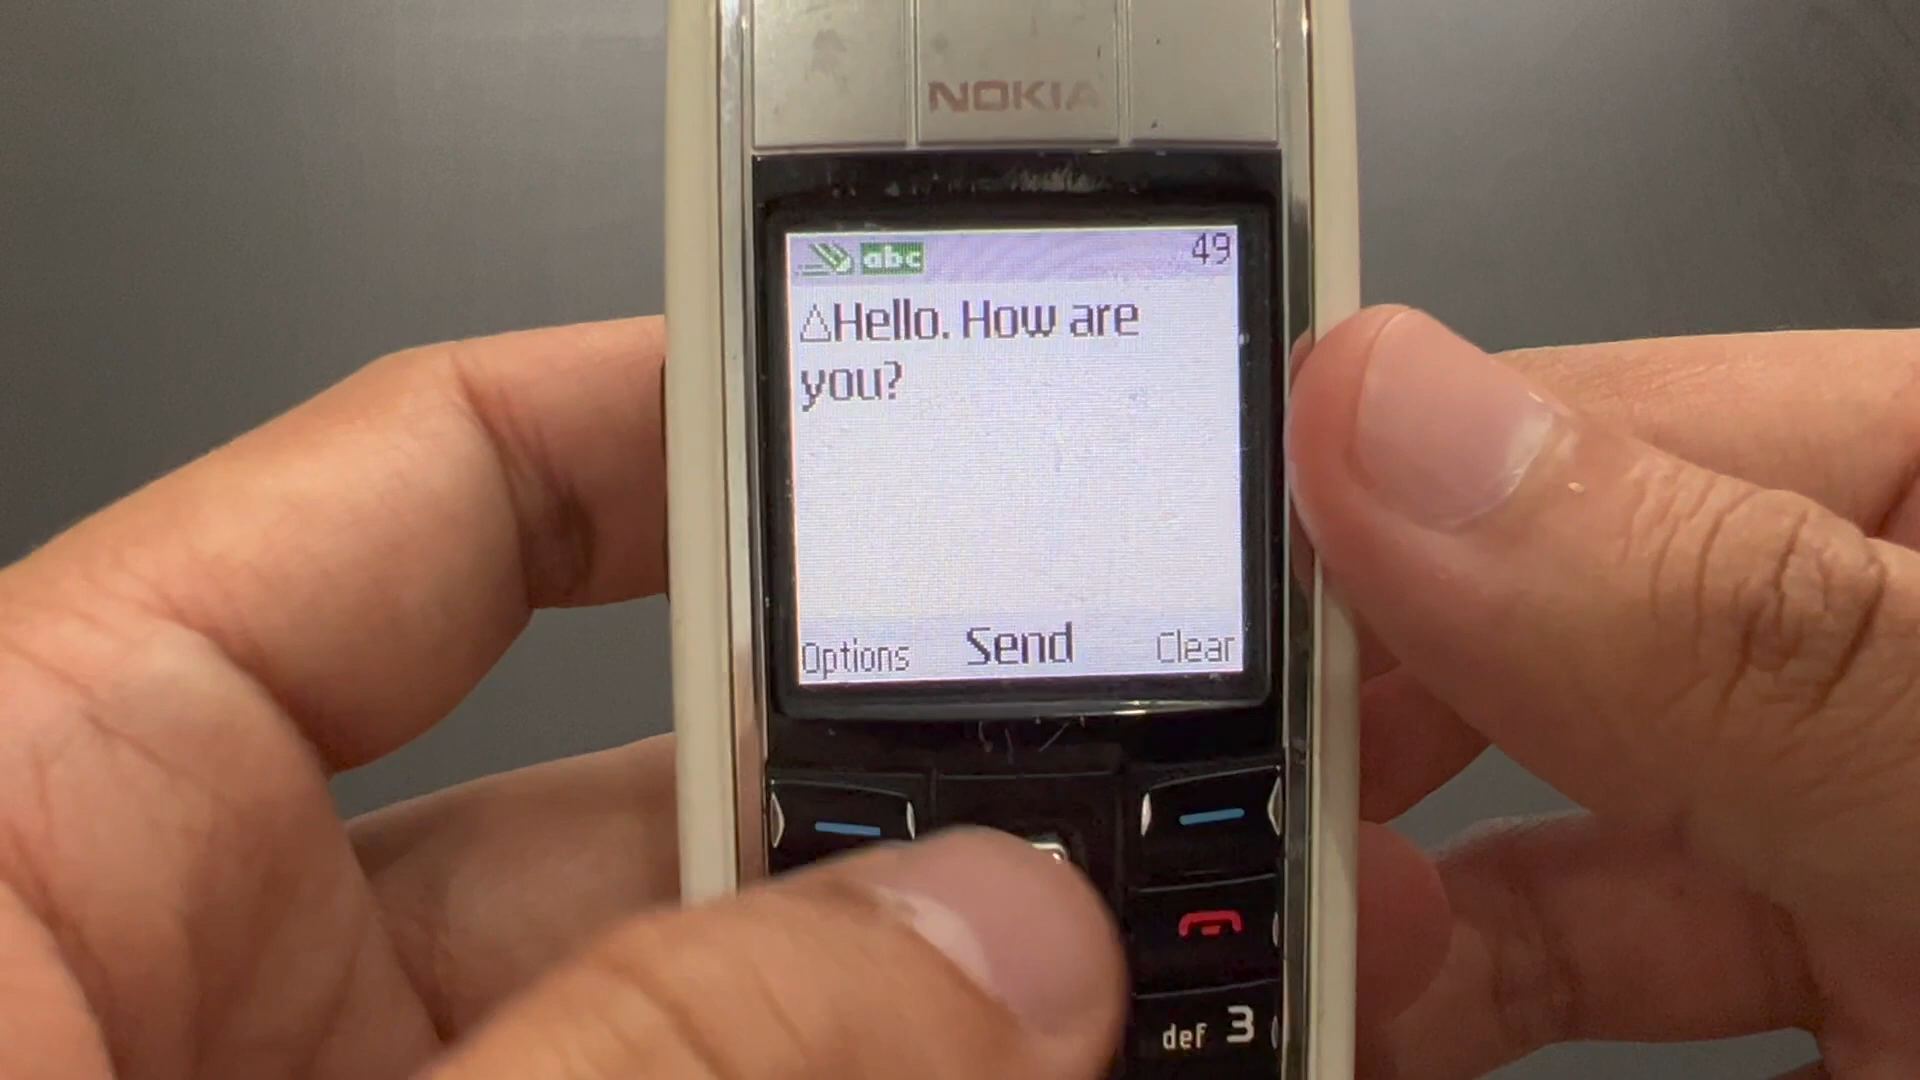 NOKIA
abc 49
△Hello. How are
you?
Options Send Clear
def 3